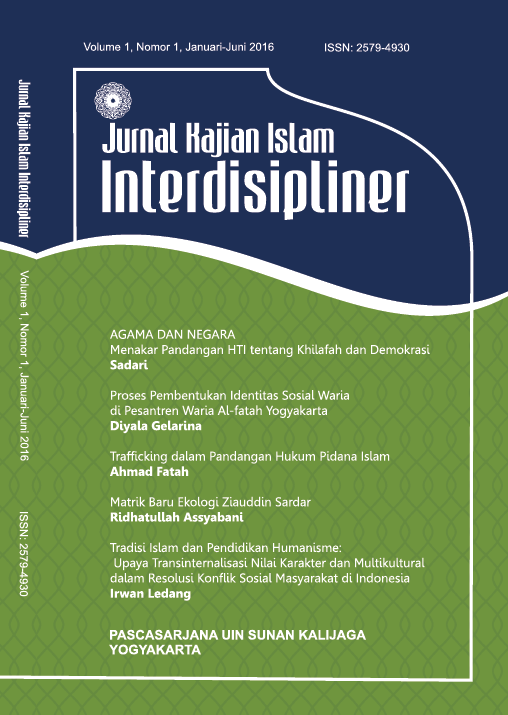 Volume 1, Nomor 1, Januari-Juni 2016
ISSN: 2579-4930
Jurnal Kajian Islam
Interdisipliner
AGAMA DAN NEGARA
Menakar Pandangan HTI tentang Khilafah dan Demokrasi
Sadari
Proses Pembentukan Identitas Sosial Waria
di Pesantren Waria Al-fatah Yogyakarta
Diyala Gelarina
Trafficking dalam Pandangan Hukum Pidana Islam
Ahmad Fatah
Matrik Baru Ekologi Ziauddin Sardar
Ridhatullah Assyabani
Tradisi Islam dan Pendidikan Humanisme:
Upaya Transinternalisasi Nilai Karakter dan Multikultural
dalam Resolusi Konflik Sosial Masyarakat di Indonesia
Irwan Ledang
PASCASARJANA UIN SUNAN KALIJAGA
YOGYAKARTA
Jurnal Kajian Islam Interdisipliner
Volume 1, Nomor 1, Januari-Juni 2016
ISSN: 2579-4930